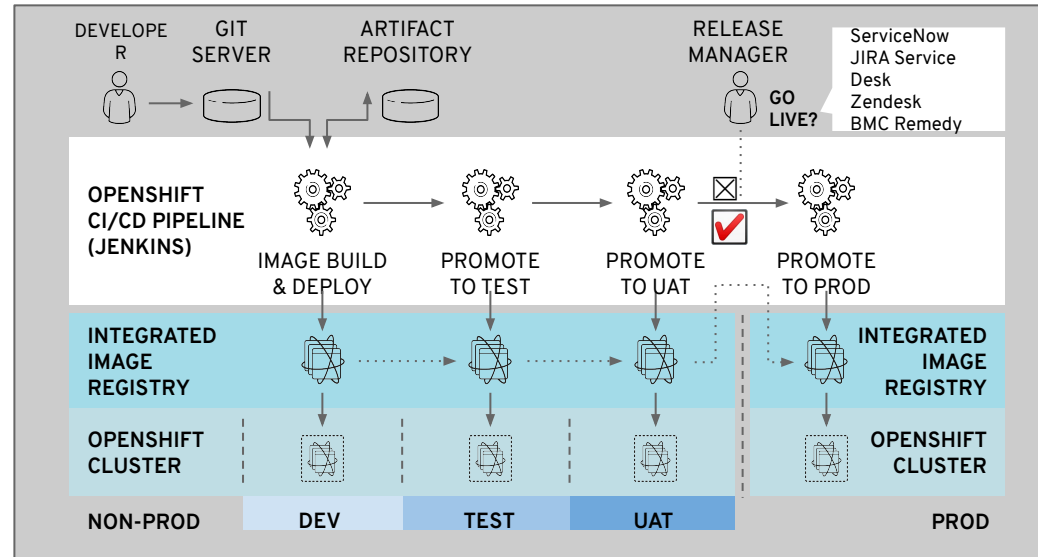 DEVELOPE
R
GIT
SERVER
ARTIFACT
REPOSITORY
RELEASE
MANAGER
GO
LIVE?
ServiceNow
JIRA Service
Desk
Zendesk
BMC Remedy
OPENSHIFT
CI/CD PIPELINE
(JENKINS)
IMAGE BUILD
& DEPLOY
PROMOTE
TO TEST
PROMOTE
TO UAT
PROMOTE
TO PROD
INTEGRATED
IMAGE
REGISTRY
INTEGRATED
IMAGE
REGISTRY
OPENSHIFT
CLUSTER
OPENSHIFT
CLUSTER
NON-PROD
DEV
TEST
UAT
PROD